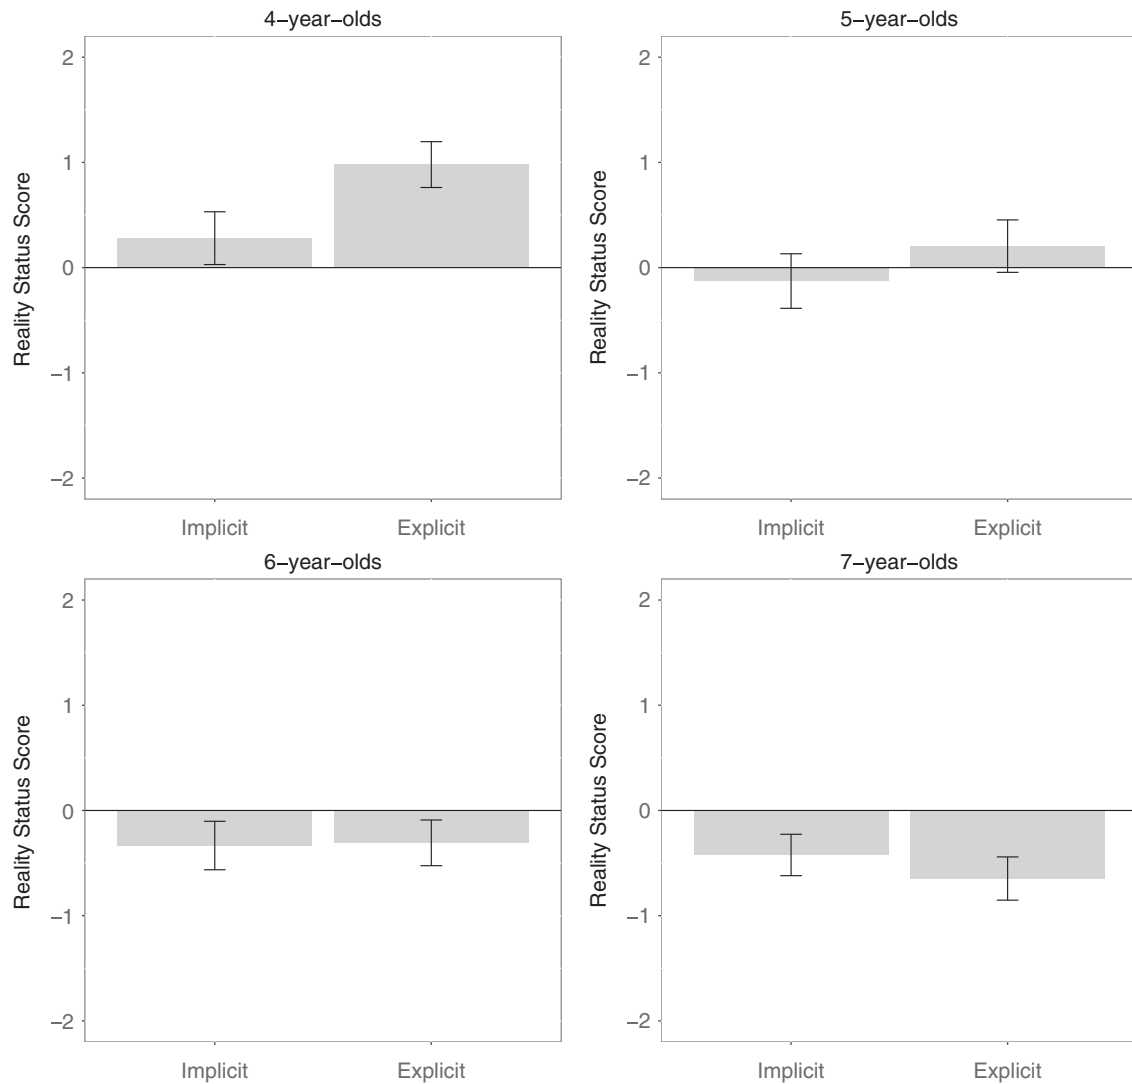 4−year−olds
Reality Status Score
2
1
0
−1
−2
Implicit Explicit
5−year−olds
Reality Status Score
2
1
0
−1
−2
Implicit Explicit
6−year−olds
Reality Status Score
2
1
0
−1
−2
Implicit Explicit
7−year−olds
Reality Status Score
2
1
0
−1
−2
Implicit Explicit